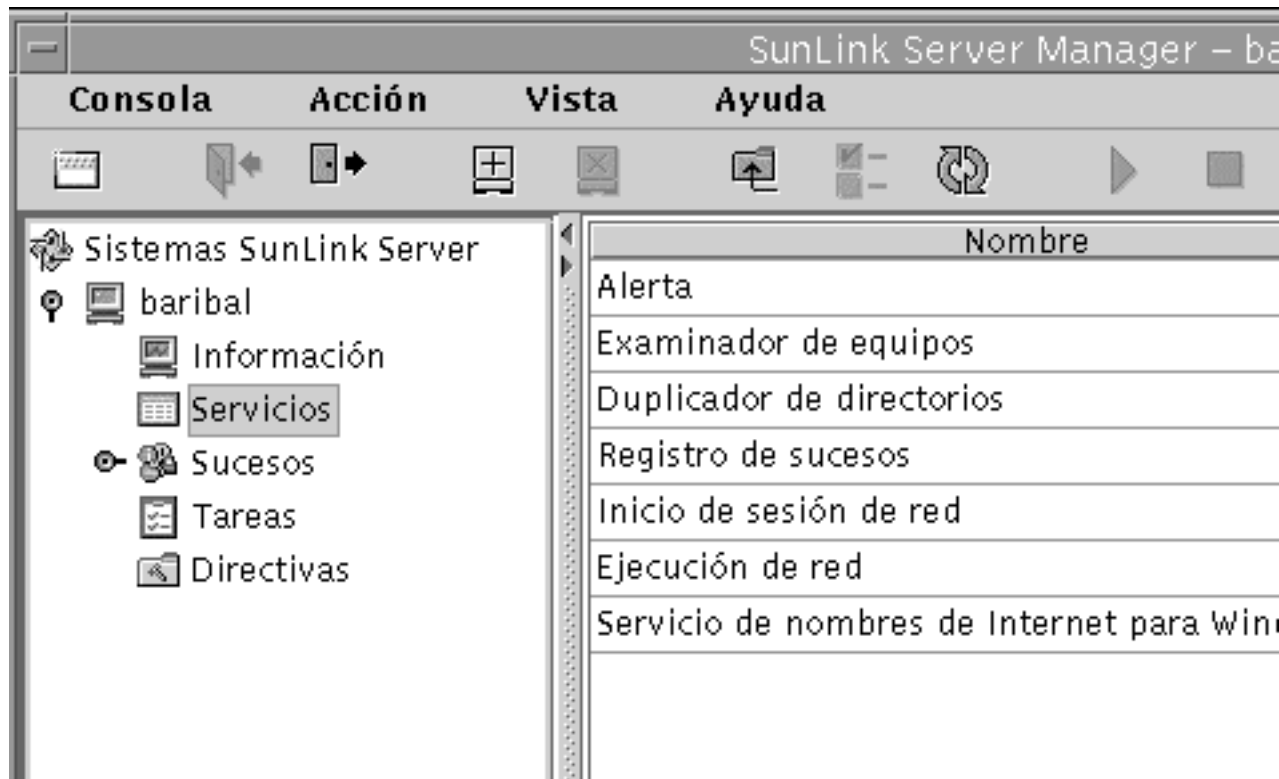 SunLink Server Manager – ba
Consola Acción Vista Ayuda
Sistemas SunLink Server
baribal
Información
Servicios
Sucesos
Tareas
Directivas
Nombre
Alerta
Examinador de equipos
Duplicador de directorios
Registro de sucesos
Inicio de sesión de red
Ejecución de red
Servicio de nombres de Internet para Win